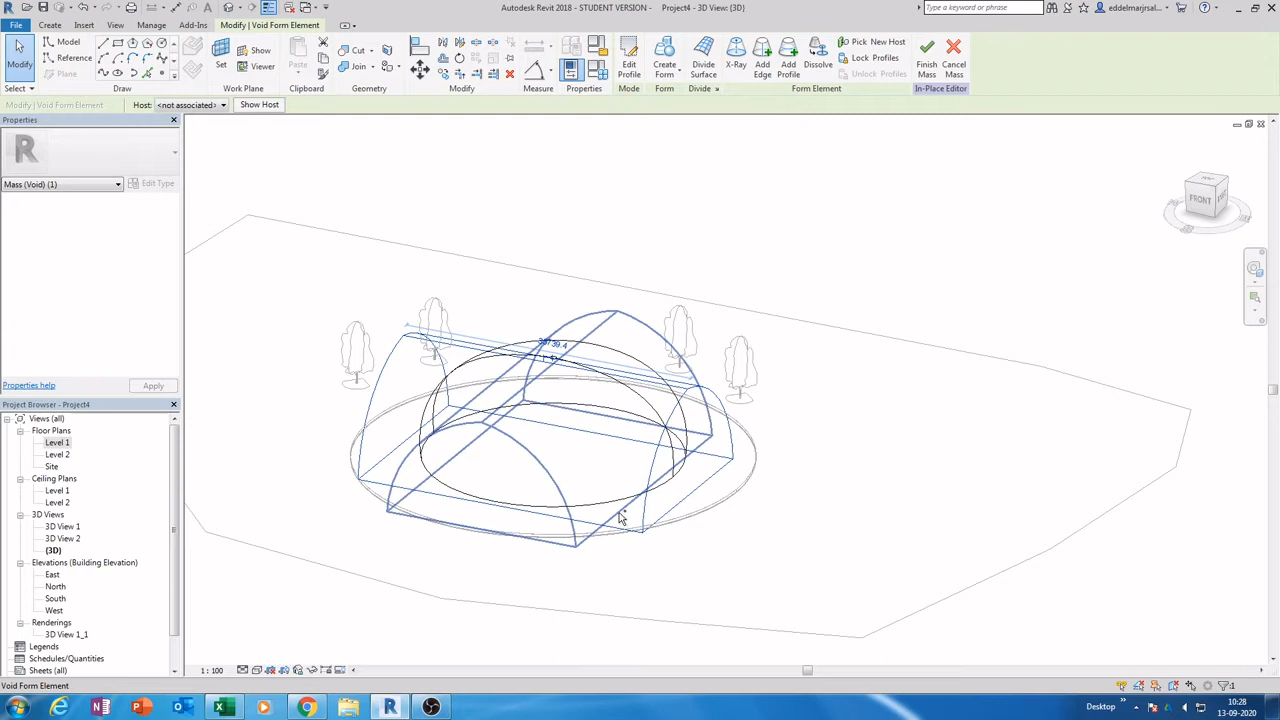 Autodesk Revit 2018 - STUDENT VERSION - Project4 - 3D View: {3D}
Type a keyword or phrase
eddelmarjrsal...
File Create Insert View Manage Add-Ins Modify | Void Form Element
Model
Reference
Plane
Show
Viewer
Cut
Join
Pick New Host
Lock Profiles
Unlock Profiles
Modify
Set
Paste
Edit Profile
Create Form
Divide Surface
X-Ray
Add Edge
Add Profile
Dissolve
Finish Mass
Cancel Mass
Select Draw Work Plane Clipboard Geometry Modify Measure Properties Mode Form Divide Form Element In-Place Editor
Modify | Void Form Element Host: <not associated> Show Host
Properties
R
Mass (Void) (1) Edit Type
Properties help Apply
Project Browser - Project4
Views (all)
Floor Plans
Level 1
Level 2
Site
Ceiling Plans
Level 1
Level 2
3D Views
3D View 1
3D View 2
{3D}
Elevations (Building Elevation)
East
North
South
West
Renderings
3D View 1_1
Legends
Schedules/Quantities
Sheets (all)
FRONT
1 : 100
Void Form Element
:1
Desktop
10:28
13-09-2020